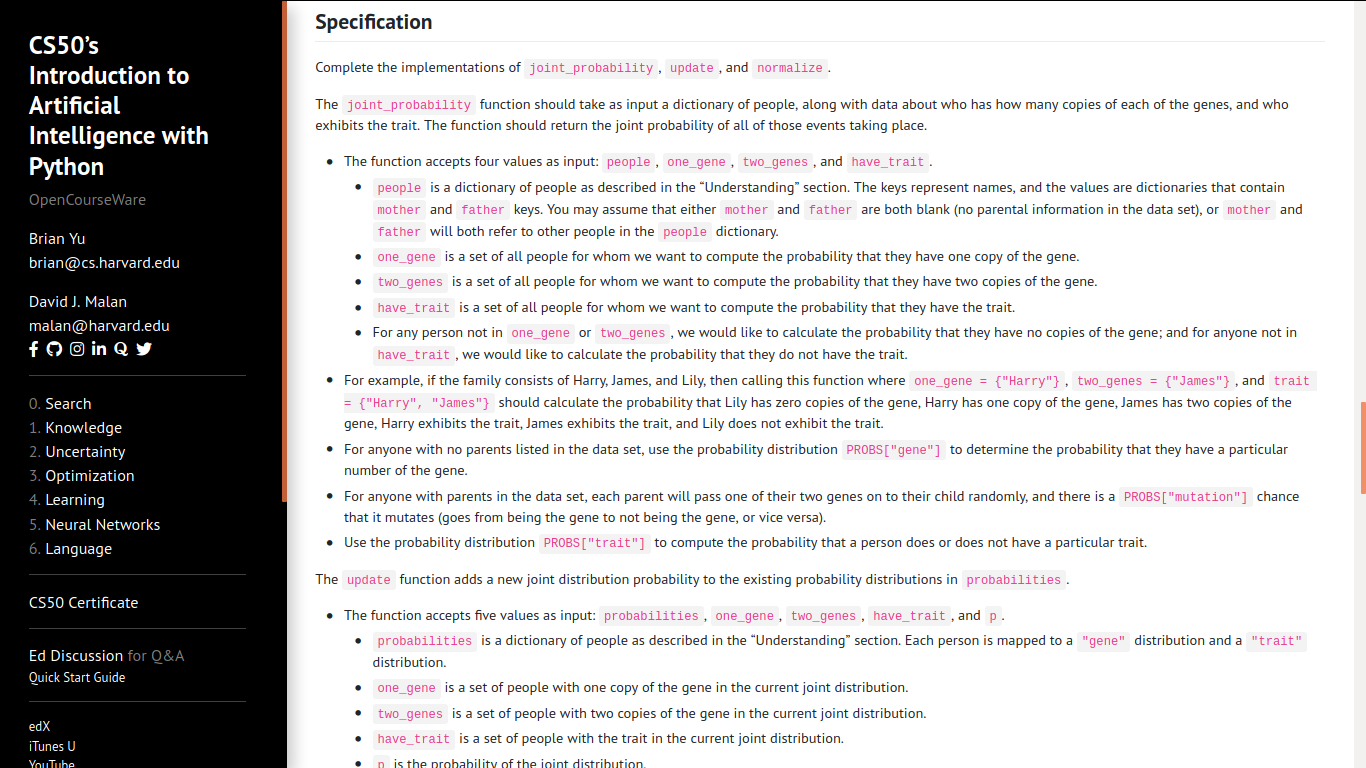 CS50’s
Introduction to
Artificial
Intelligence with
Python
OpenCourseWare
Brian Yu
brian@cs.harvard.edu
David J. Malan
malan@harvard.edu
0. Search
1. Knowledge
2. Uncertainty
3. Optimization
4. Learning
5. Neural Networks
6. Language
CS50 Certificate
Ed Discussion for Q&A
Quick Start Guide
edX
iTunes U
YouTube
Specification
Complete the implementations of joint_probability , update , and normalize .
The joint_probability function should take as input a dictionary of people, along with data about who has how many copies of each of the genes, and who
exhibits the trait. The function should return the joint probability of all of those events taking place.
The function accepts four values as input: people , one_gene , two_genes , and have_trait .
people is a dictionary of people as described in the “Understanding” section. The keys represent names, and the values are dictionaries that contain
mother and father keys. You may assume that either mother and father are both blank (no parental information in the data set), or mother and
father will both refer to other people in the people dictionary.
one_gene is a set of all people for whom we want to compute the probability that they have one copy of the gene.
two_genes is a set of all people for whom we want to compute the probability that they have two copies of the gene.
have_trait is a set of all people for whom we want to compute the probability that they have the trait.
For any person not in one_gene or two_genes , we would like to calculate the probability that they have no copies of the gene; and for anyone not in
have_trait , we would like to calculate the probability that they do not have the trait.
For example, if the family consists of Harry, James, and Lily, then calling this function where one_gene = {"Harry"} , two_genes = {"James"} , and trait
= {"Harry", "James"} should calculate the probability that Lily has zero copies of the gene, Harry has one copy of the gene, James has two copies of the
gene, Harry exhibits the trait, James exhibits the trait, and Lily does not exhibit the trait.
For anyone with no parents listed in the data set, use the probability distribution PROBS["gene"] to determine the probability that they have a particular
number of the gene.
For anyone with parents in the data set, each parent will pass one of their two genes on to their child randomly, and there is a PROBS["mutation"] chance
that it mutates (goes from being the gene to not being the gene, or vice versa).
Use the probability distribution PROBS["trait"] to compute the probability that a person does or does not have a particular trait.
The update function adds a new joint distribution probability to the existing probability distributions in probabilities .
The function accepts five values as input: probabilities , one_gene , two_genes , have_trait , and p .
probabilities is a dictionary of people as described in the “Understanding” section. Each person is mapped to a "gene" distribution and a "trait"
distribution.
one_gene is a set of people with one copy of the gene in the current joint distribution.
two_genes is a set of people with two copies of the gene in the current joint distribution.
have_trait is a set of people with the trait in the current joint distribution.
p is the probability of the joint distribution.